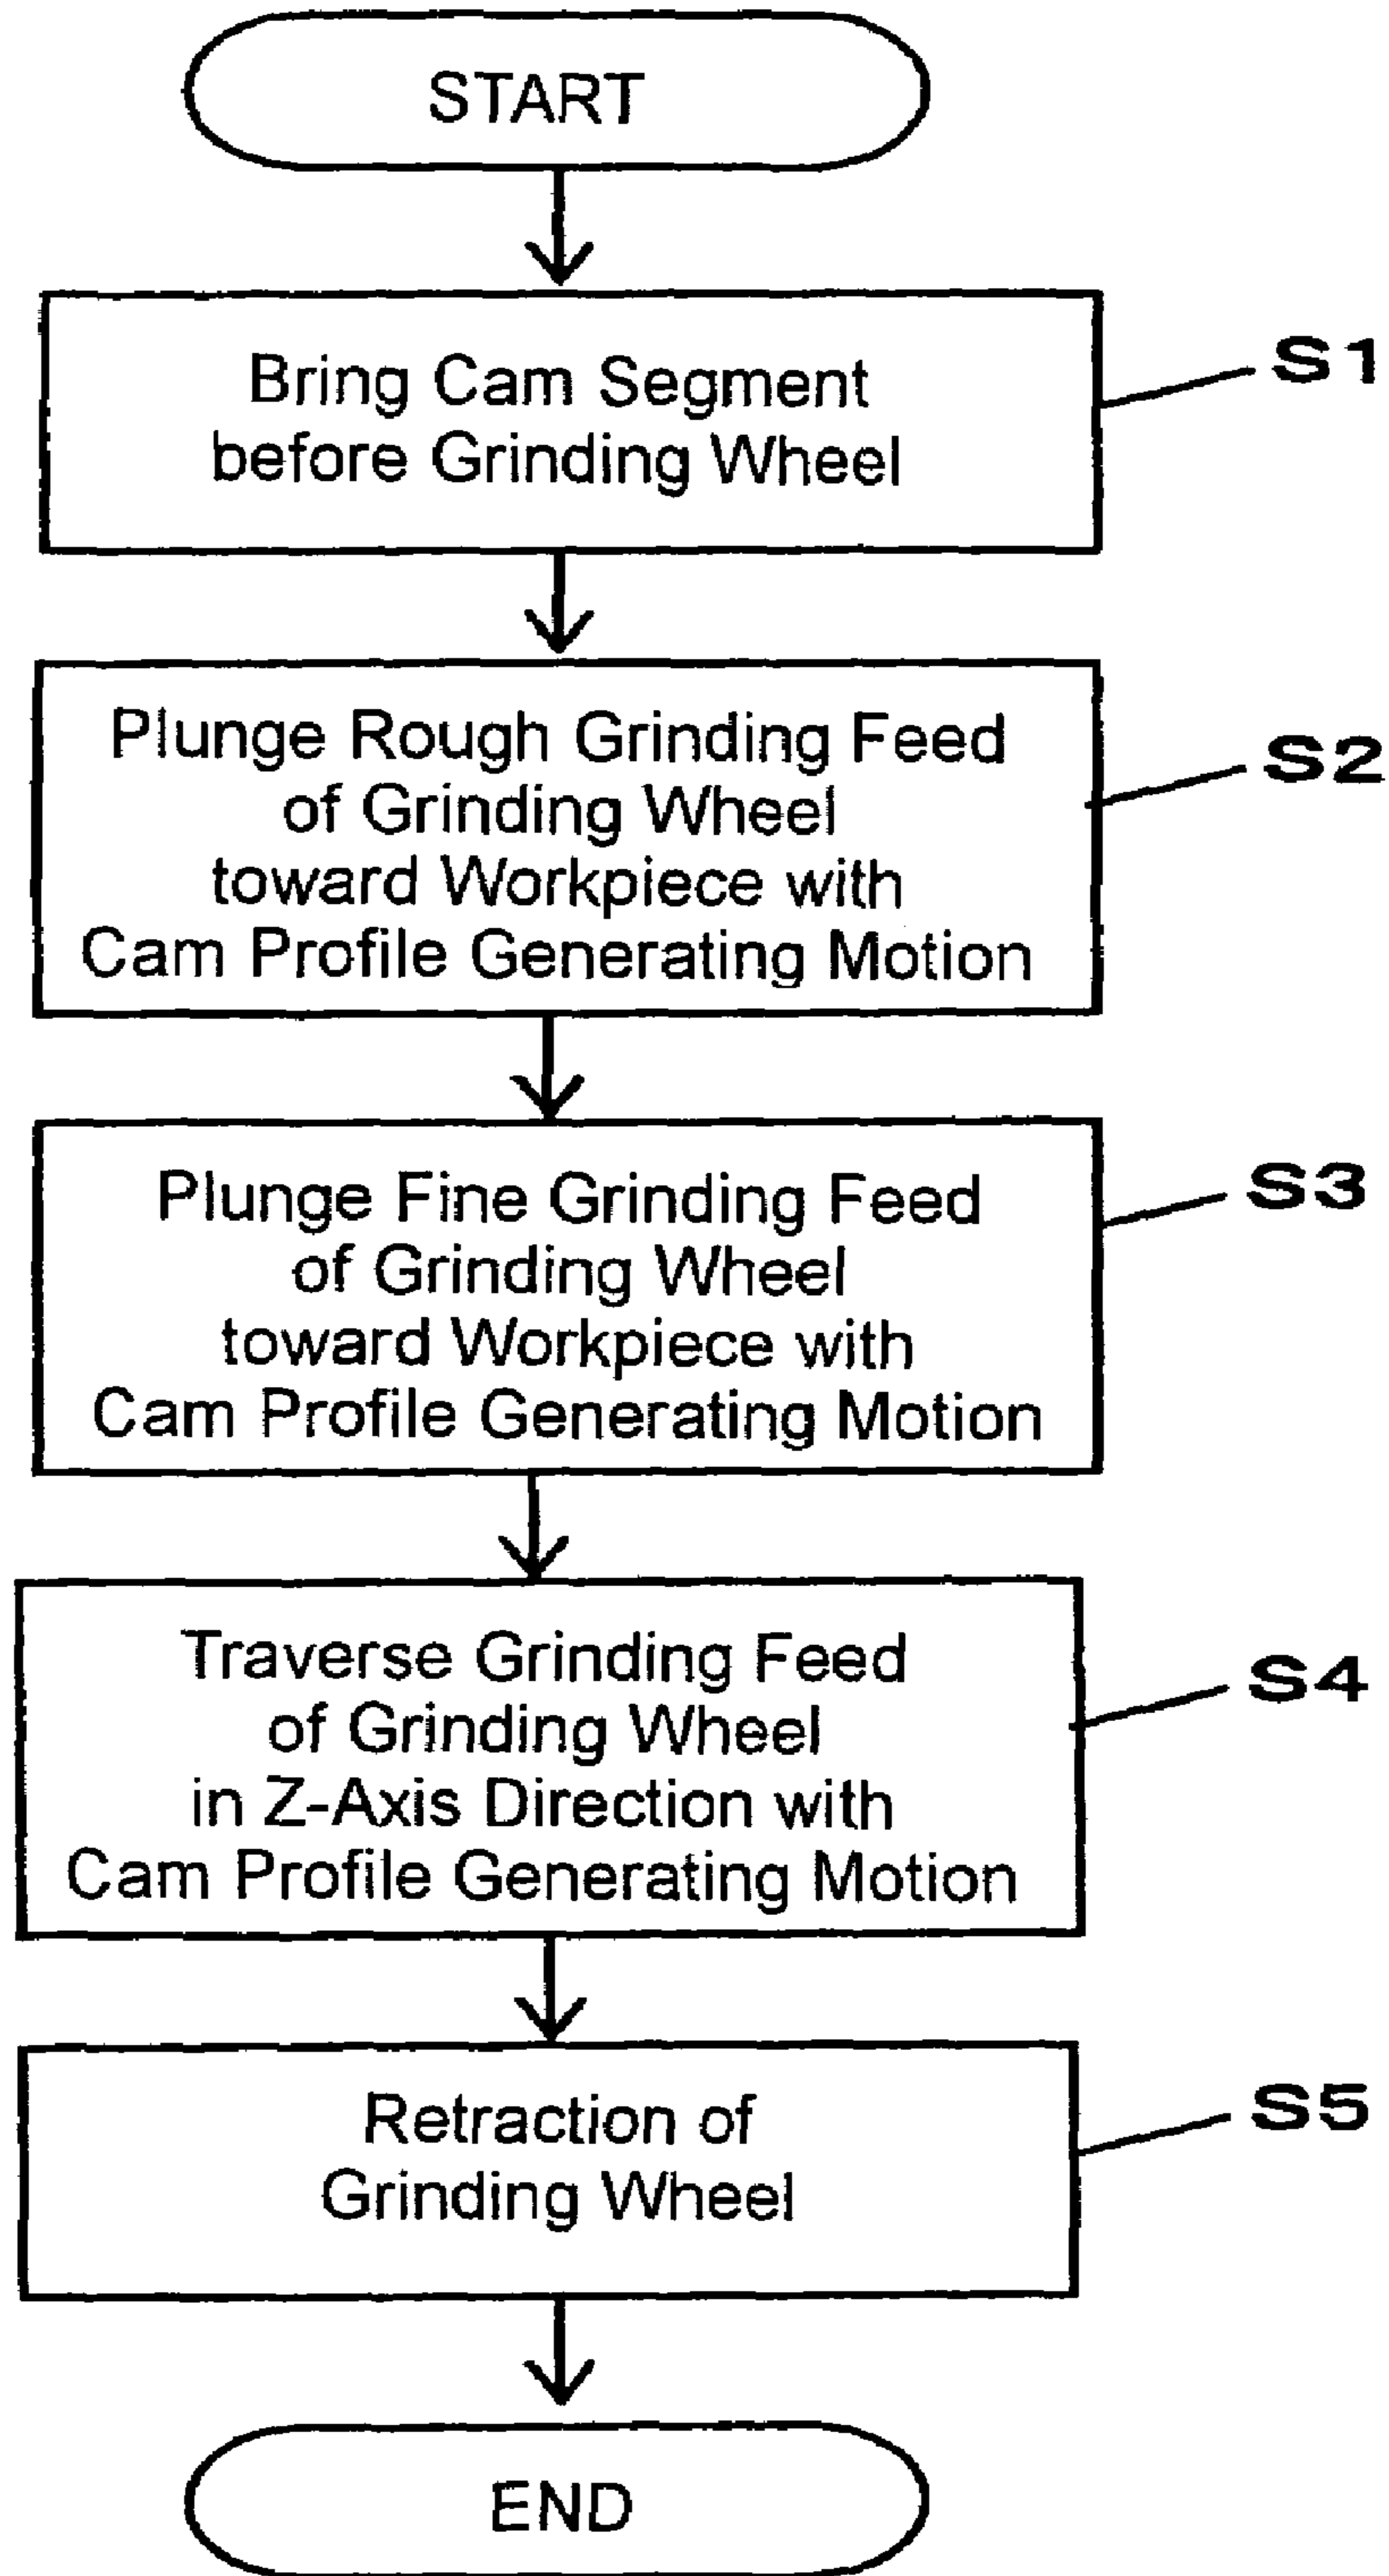 START
Bring Cam Segment
before Grinding Wheel
S1
Plunge Rough Grinding Feed
of Grinding Wheel
toward Workpiece with
Cam Profile Generating Motion
S2
Plunge Fine Grinding Feed
of Grinding Wheel
toward Workpiece with
Cam Profile Generating Motion
S3
Traverse Grinding Feed
of Grinding Wheel
in Z-Axis Direction with
Cam Profile Generating Motion
S4
Retraction of
Grinding Wheel
S5
END